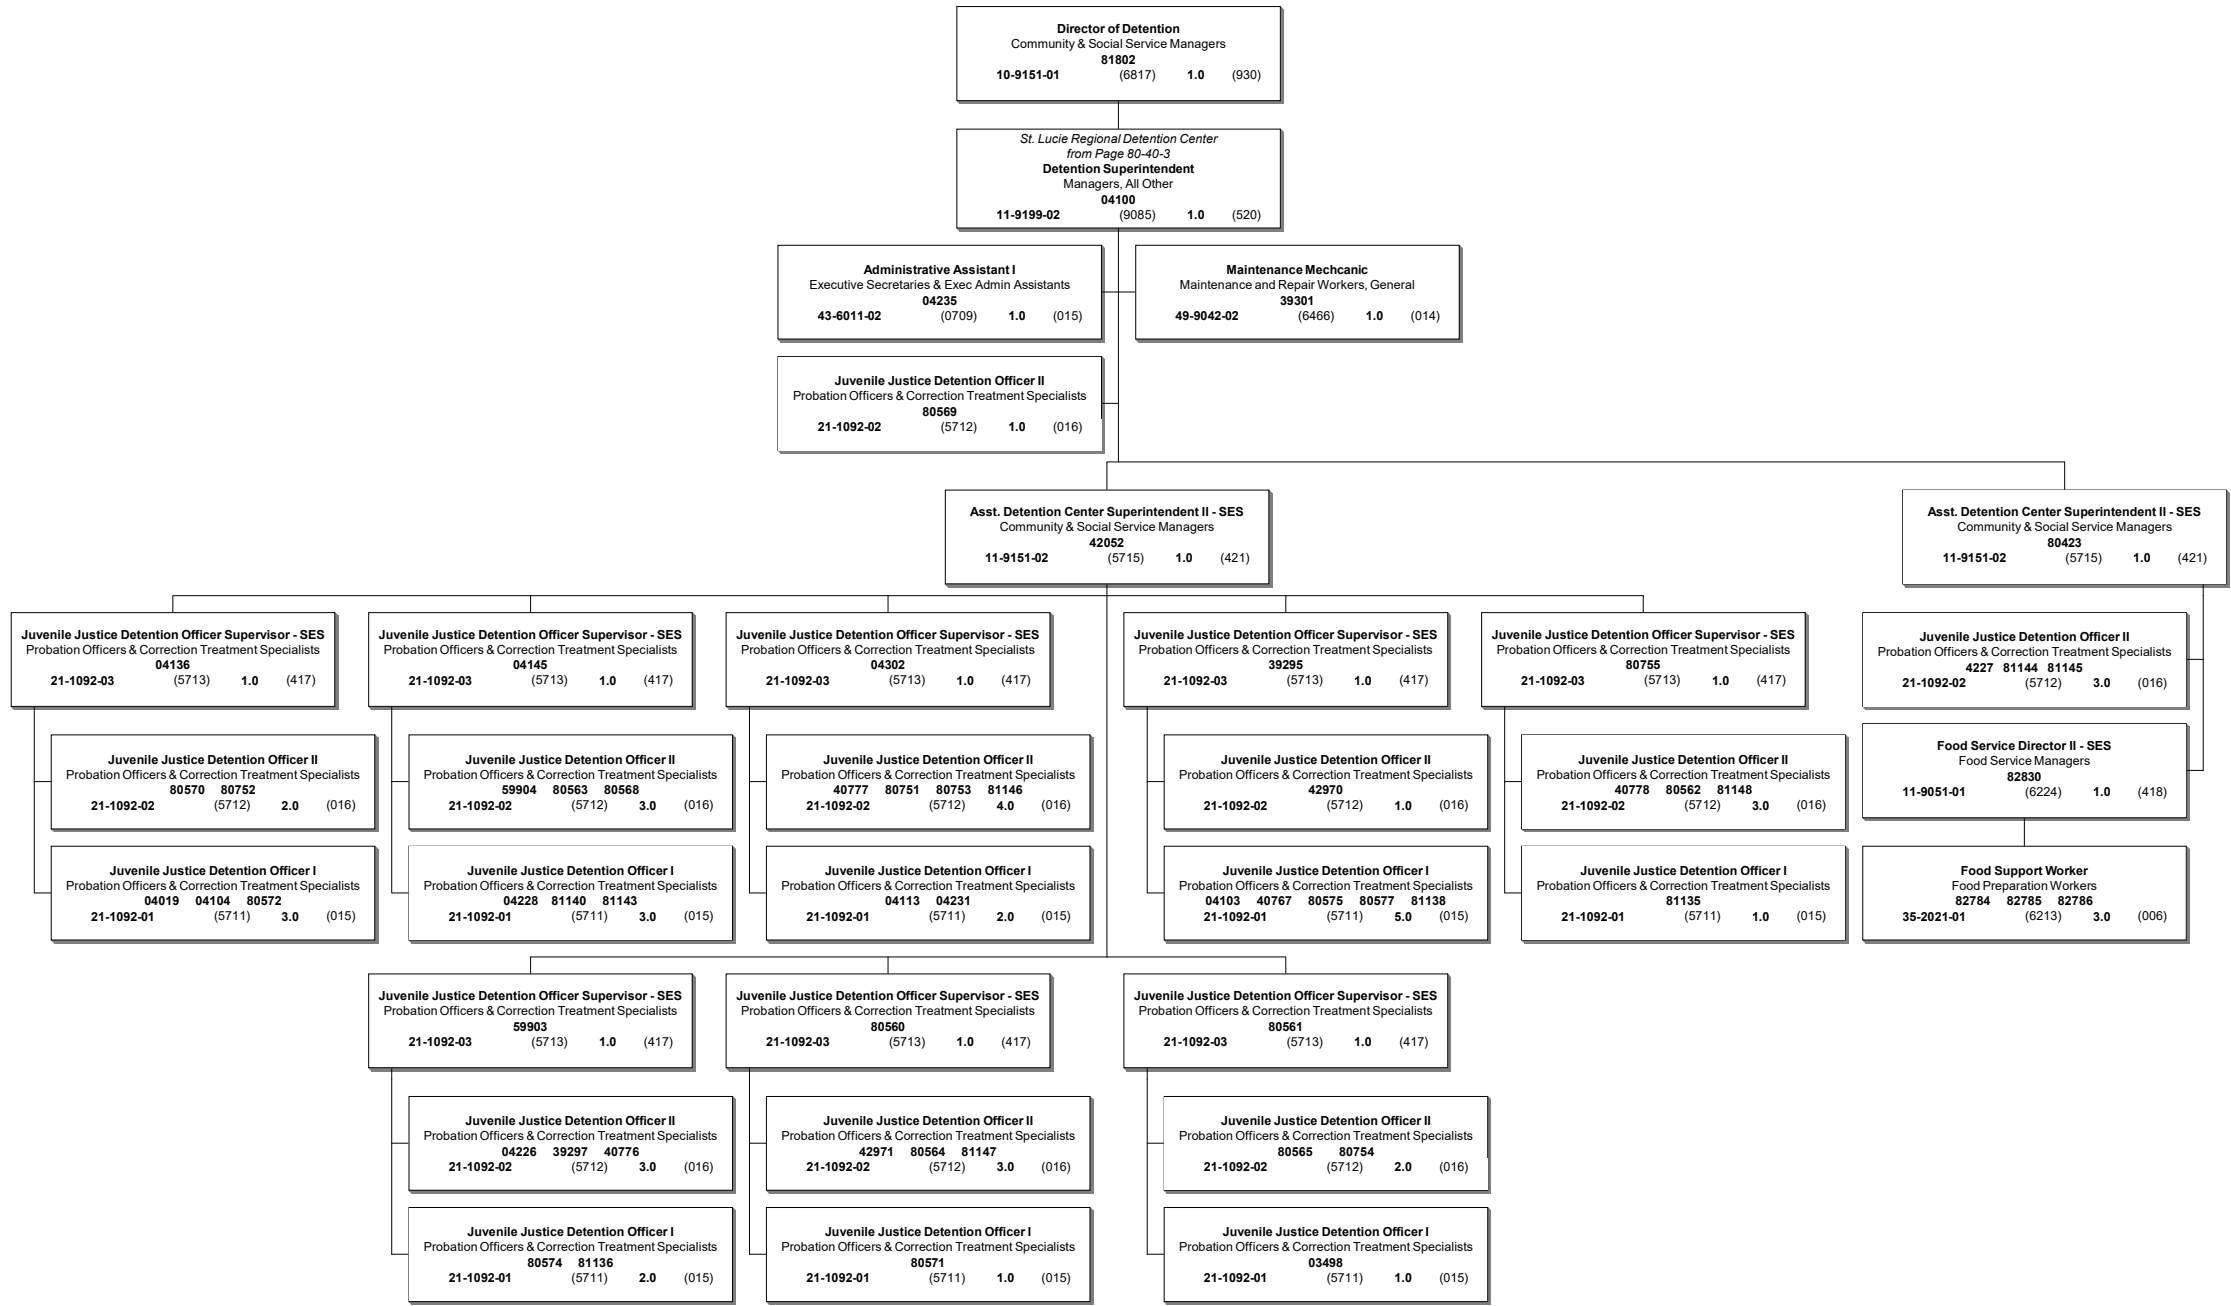 Director of Detention
Community & Social Service Managers
81802
10-9151-01 (6817) 1.0 (930)
St. Lucie Regional Detention Center
from Page 80-40-3
Detention Superintendent
Managers, All Other
04100
11-9199-02 (9085) 1.0 (520)
Administrative Assistant I
Executive Secretaries & Exec Admin Assistants
04235
43-6011-02 (0709) 1.0 (015)
Maintenance Mechcanic
Maintenance and Repair Workers, General
39301
49-9042-02 (6466) 1.0 (014)
Juvenile Justice Detention Officer II
Probation Officers & Correction Treatment Specialists
80569
21-1092-02 (5712) 1.0 (016)
Asst. Detention Center Superintendent II - SES
Community & Social Service Managers
42052
11-9151-02 (5715) 1.0 (421)
Asst. Detention Center Superintendent II - SES
Community & Social Service Managers
80423
11-9151-02 (5715) 1.0 (421)
Juvenile Justice Detention Officer Supervisor - SES
Probation Officers & Correction Treatment Specialists
04136
21-1092-03 (5713) 1.0 (417)
Juvenile Justice Detention Officer Supervisor - SES
Probation Officers & Correction Treatment Specialists
04145
21-1092-03 (5713) 1.0 (417)
Juvenile Justice Detention Officer Supervisor - SES
Probation Officers & Correction Treatment Specialists
04302
21-1092-03 (5713) 1.0 (417)
Juvenile Justice Detention Officer Supervisor - SES
Probation Officers & Correction Treatment Specialists
39295
21-1092-03 (5713) 1.0 (417)
Juvenile Justice Detention Officer Supervisor - SES
Probation Officers & Correction Treatment Specialists
80755
21-1092-03 (5713) 1.0 (417)
Juvenile Justice Detention Officer II
Probation Officers & Correction Treatment Specialists
4227 81144 81145
21-1092-02 (5712) 3.0 (016)
Juvenile Justice Detention Officer II
Probation Officers & Correction Treatment Specialists
80570 80752
21-1092-02 (5712) 2.0 (016)
Juvenile Justice Detention Officer II
Probation Officers & Correction Treatment Specialists
59904 80563 80568
21-1092-02 (5712) 3.0 (016)
Juvenile Justice Detention Officer II
Probation Officers & Correction Treatment Specialists
40777 80751 80753 81146
21-1092-02 (5712) 4.0 (016)
Juvenile Justice Detention Officer II
Probation Officers & Correction Treatment Specialists
42970
21-1092-02 (5712) 1.0 (016)
Juvenile Justice Detention Officer II
Probation Officers & Correction Treatment Specialists
40778 80562 81148
21-1092-02 (5712) 3.0 (016)
Food Service Director II - SES
Food Service Managers
82830
11-9051-01 (6224) 1.0 (418)
Juvenile Justice Detention Officer I
Probation Officers & Correction Treatment Specialists
04019 04104 80572
21-1092-01 (5711) 3.0 (015)
Juvenile Justice Detention Officer I
Probation Officers & Correction Treatment Specialists
04228 81140 81143
21-1092-01 (5711) 3.0 (015)
Juvenile Justice Detention Officer I
Probation Officers & Correction Treatment Specialists
04113 04231
21-1092-01 (5711) 2.0 (015)
Juvenile Justice Detention Officer I
Probation Officers & Correction Treatment Specialists
04103 40767 80575 80577 81138
21-1092-01 (5711) 5.0 (015)
Juvenile Justice Detention Officer I
Probation Officers & Correction Treatment Specialists
81135
21-1092-01 (5711) 1.0 (015)
Food Support Worker
Food Preparation Workers
82784 82785 82786
35-2021-01 (6213) 3.0 (006)
Juvenile Justice Detention Officer Supervisor - SES
Probation Officers & Correction Treatment Specialists
59903
21-1092-03 (5713) 1.0 (417)
Juvenile Justice Detention Officer Supervisor - SES
Probation Officers & Correction Treatment Specialists
80560
21-1092-03 (5713) 1.0 (417)
Juvenile Justice Detention Officer Supervisor - SES
Probation Officers & Correction Treatment Specialists
80561
21-1092-03 (5713) 1.0 (417)
Juvenile Justice Detention Officer II
Probation Officers & Correction Treatment Specialists
04226 39297 40776
21-1092-02 (5712) 3.0 (016)
Juvenile Justice Detention Officer II
Probation Officers & Correction Treatment Specialists
42971 80564 81147
21-1092-02 (5712) 3.0 (016)
Juvenile Justice Detention Officer II
Probation Officers & Correction Treatment Specialists
80565 80754
21-1092-02 (5712) 2.0 (016)
Juvenile Justice Detention Officer I
Probation Officers & Correction Treatment Specialists
80574 81136
21-1092-01 (5711) 2.0 (015)
Juvenile Justice Detention Officer I
Probation Officers & Correction Treatment Specialists
80571
21-1092-01 (5711) 1.0 (015)
Juvenile Justice Detention Officer I
Probation Officers & Correction Treatment Specialists
03498
21-1092-01 (5711) 1.0 (015)